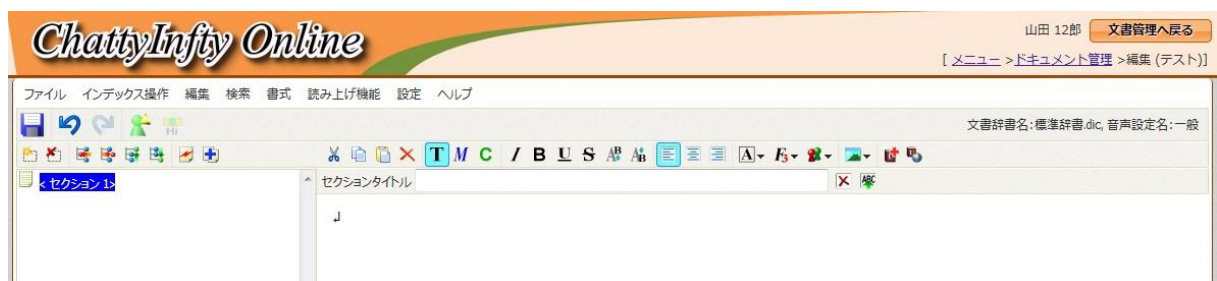 ChattyInfty Online
山田 12郎 文書管理へ戻る
[ メニュー >ドキュメント管理 >編集 (テスト)]
ファイル インデックス操作 編集 検索 書式 読み上げ機能 設定 ヘルプ
Hi 文書辞書名:標準辞書.dic, 音声設定名:一般
T M C I B U S AB AB A
< セクション 1> セクションタイトル ABC